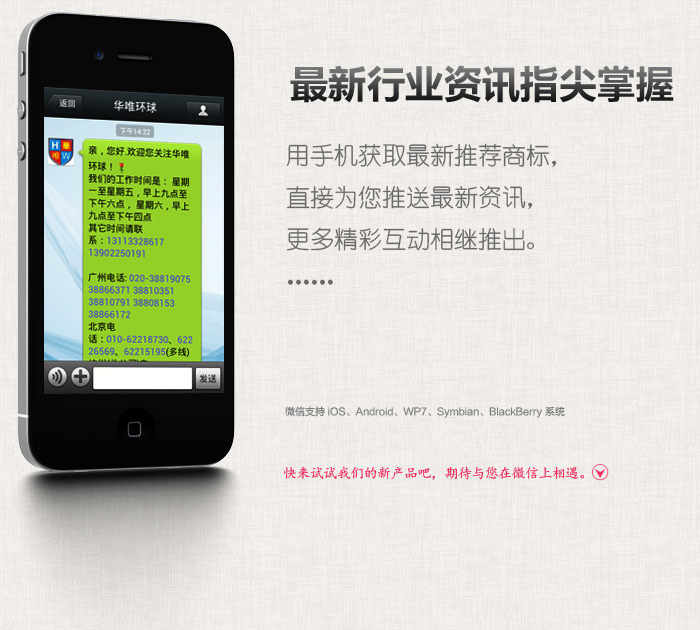 返回
华唯环球
下午14:22
H 華
唯 W
亲，您好.欢迎您关注华唯
环球！
我们的工作时间是： 星期
一至星期五，早上九点至
下午六点， 星期六，早上
九点至下午四点
其它时间请联
系：13113328617
13902250191
广州电话: 020-38819075
38866371 38810351
38810791 38808153
38866172
北京电
话：010-62218730、622
26569、62215195(多线)
发送
最新行业资讯指尖掌握
用手机获取最新推荐商标，
直接为您推送最新资讯，
更多精彩互动相继推出。
······
微信支持 iOS、Android、WP7、Symbian、BlackBerry 系统
快来试试我们的新产品吧，期待与您在微信上相遇。